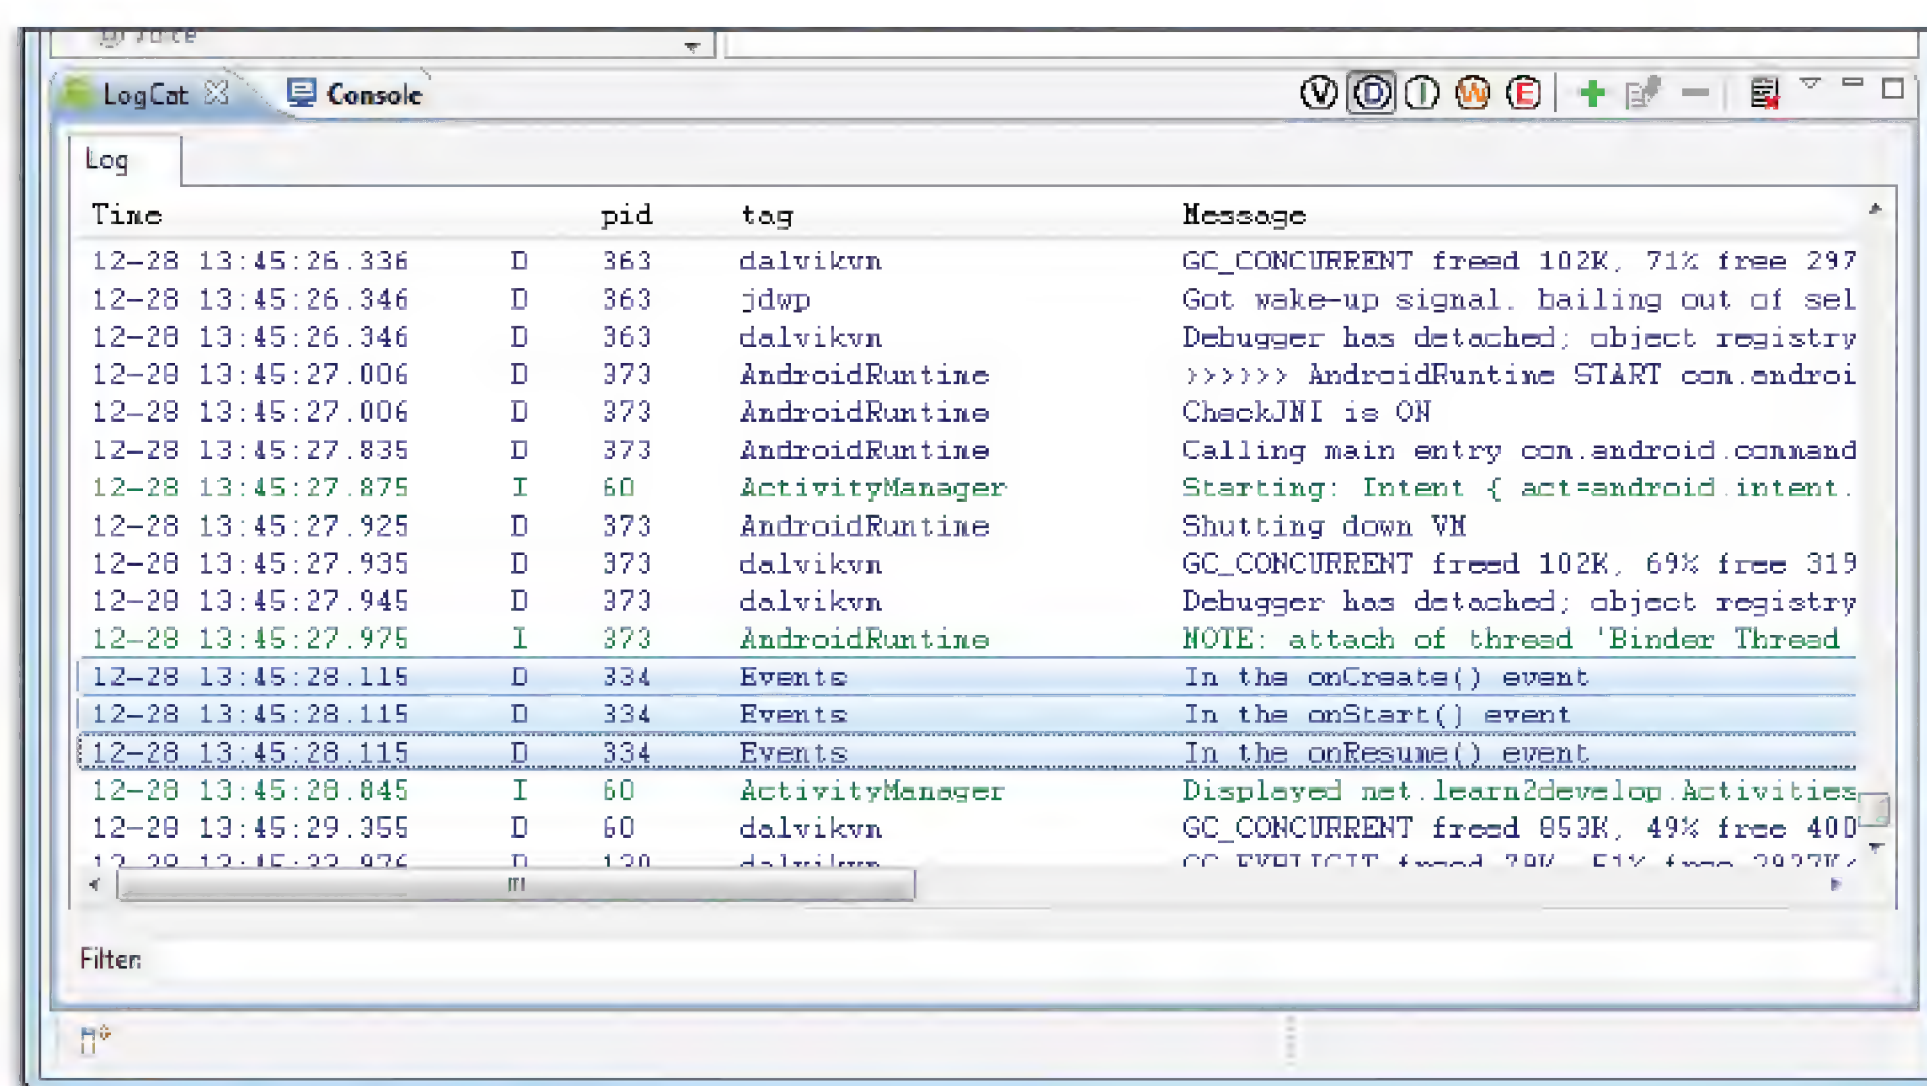 LogCat Console V D I W E
Log
Time pid tag Message
12-28 13:45:26.336 D 363 dalvikvm GC_CONCURRENT freed 102K, 71% free 297
12-28 13:45:26.346 D 363 jdwp Got wake-up signal, bailing out of sel
12-28 13:45:26.346 D 363 dalvikvm Debugger has detached; object registry
12-28 13:45:27.006 D 373 AndroidRuntime >>>>>> AndroidRuntime START com.androi
12-28 13:45:27.006 D 373 AndroidRuntime CheckJNI is ON
12-28 13:45:27.835 D 373 AndroidRuntime Calling main entry com.android.command
12-28 13:45:27.875 I 60 ActivityManager Starting: Intent { act=android.intent.
12-28 13:45:27.925 D 373 AndroidRuntime Shutting down VM
12-28 13:45:27.935 D 373 dalvikvm GC_CONCURRENT freed 102K, 69% free 319
12-28 13:45:27.945 D 373 dalvikvm Debugger has detached; object registry
12-28 13:45:27.975 I 373 AndroidRuntime NOTE: attach of thread 'Binder Thread
12-28 13:45:28.115 D 334 Events In the onCreate() event
12-28 13:45:28.115 D 334 Events In the onStart() event
12-28 13:45:28.115 D 334 Events In the onResume() event
12-28 13:45:28.845 I 60 ActivityManager Displayed net.learn2develop.Activities
12-28 13:45:29.355 D 60 dalvikvm GC_CONCURRENT freed 853K, 49% free 400
D dalvikvm GC_EXPLICIT freed
Filter: